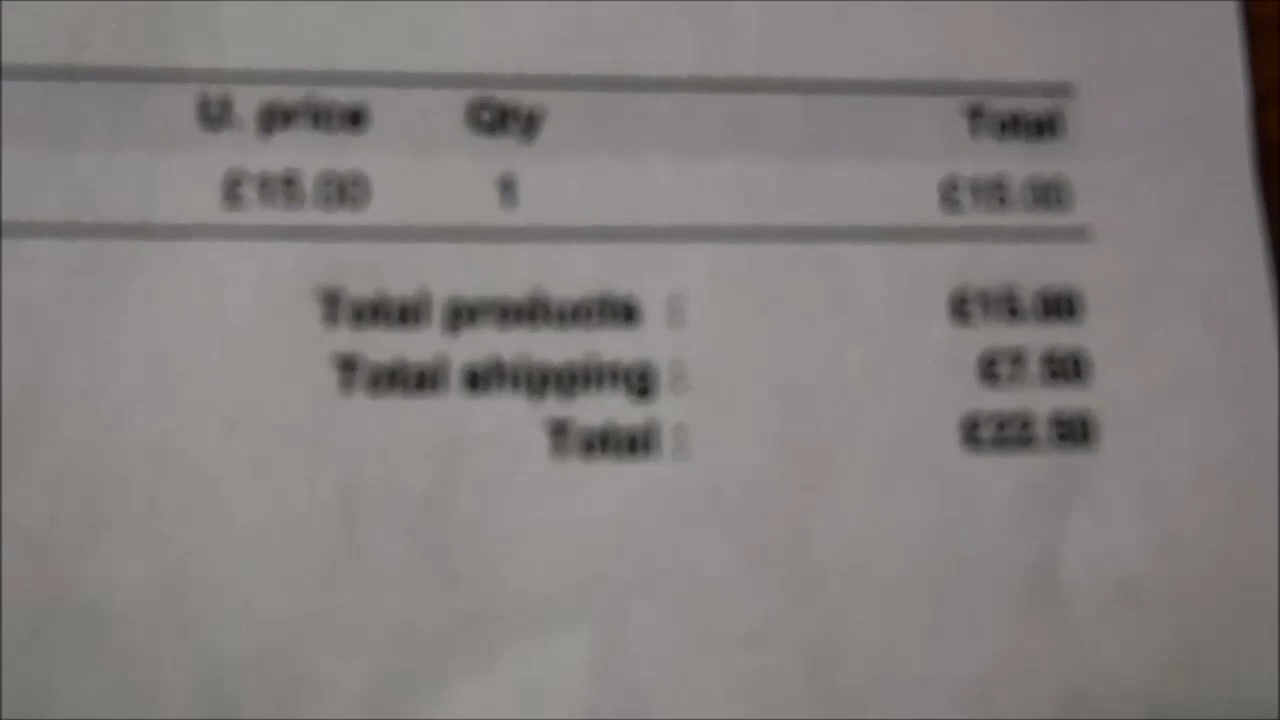 U. price Qty Total
£15.00 1 £15.00
Total products : £15.00
Total shipping : £7.50
Total : £22.50